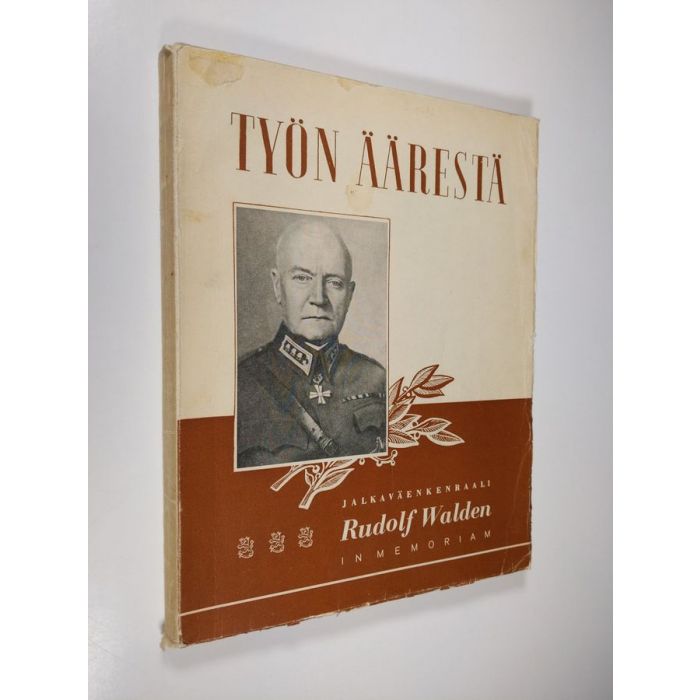 TYÖN ÄÄRESTÄ
JALKAVÄENKENRAALI
Rudolf Walden
IN MEMORIAM